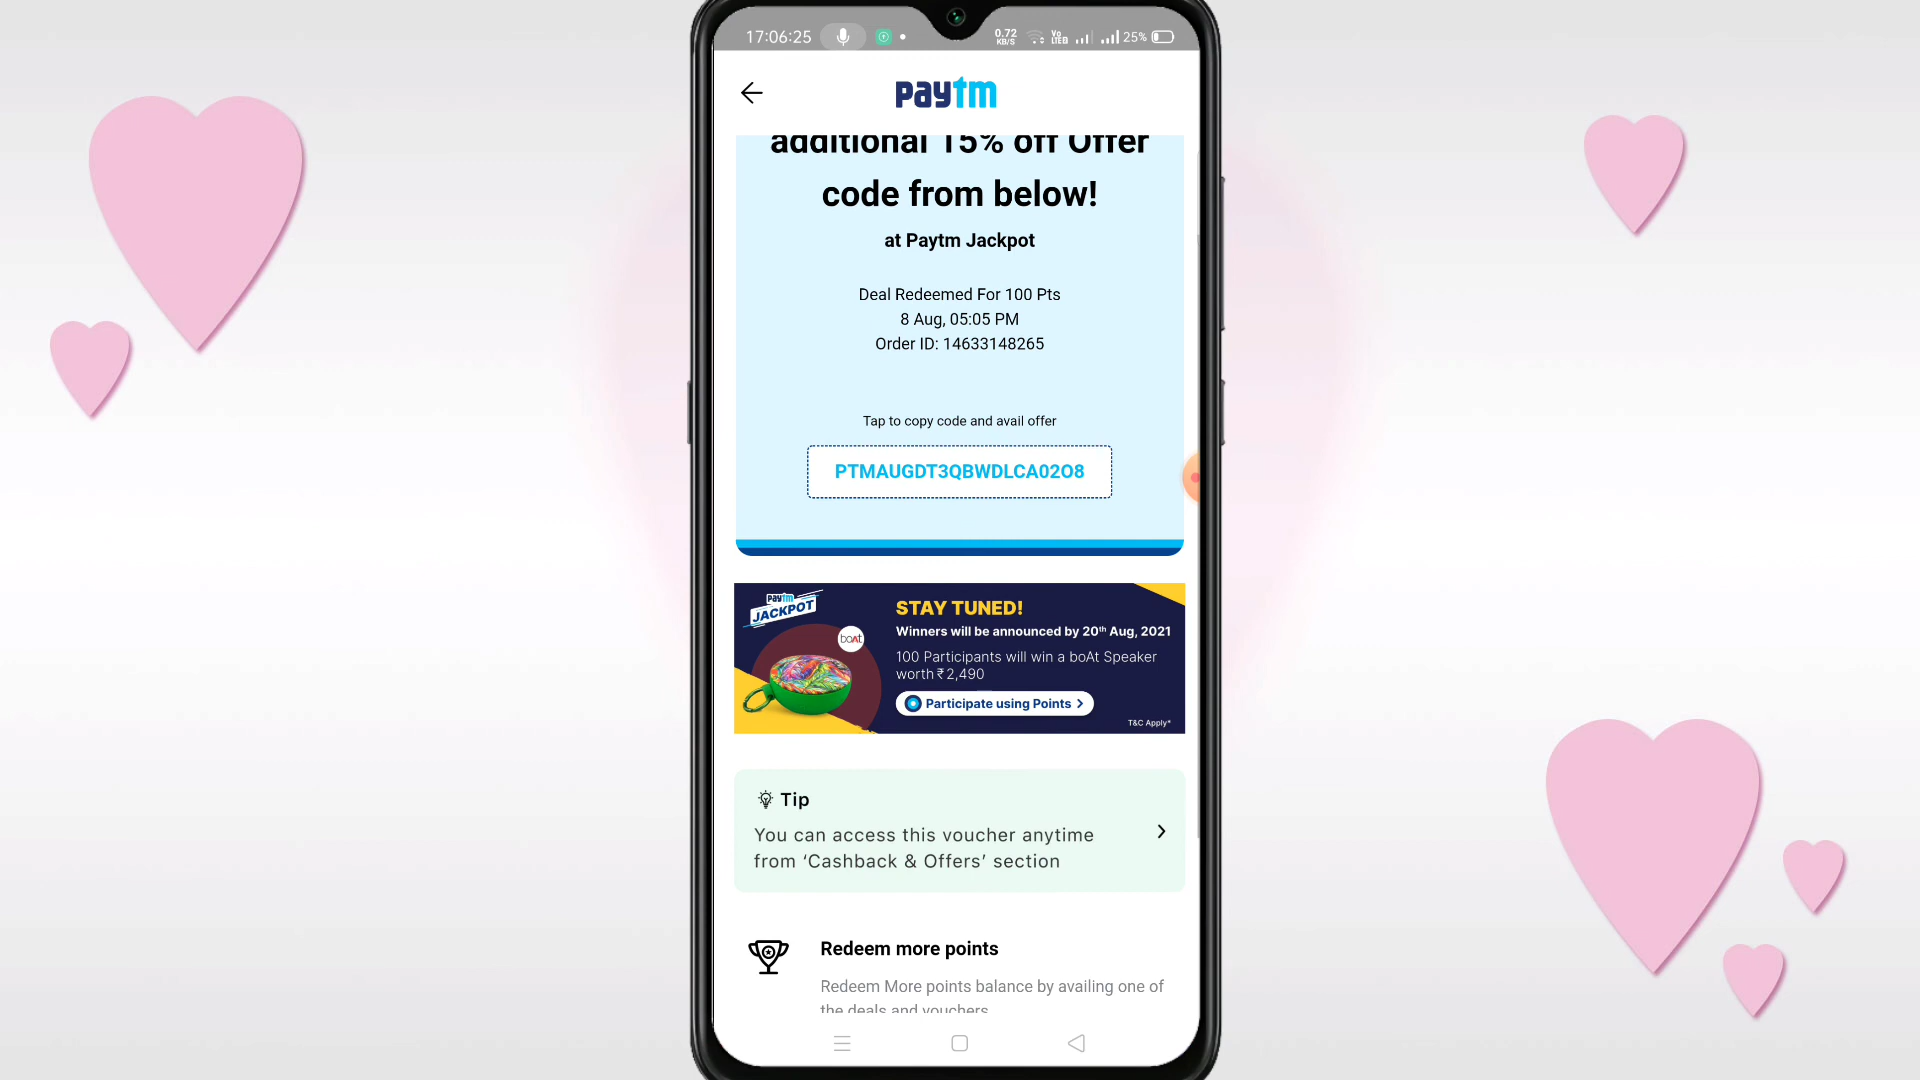 17:06:25
0.72 KB/S
Vo LTE
25%
paytm
additional 15% off Offer
code from below!
at Paytm Jackpot
Deal Redeemed For 100 Pts
8 Aug, 05:05 PM
Order ID: 14633148265
Tap to copy code and avail offer
PTMAUGDT3QBWDLCA02O8
paytm
JACKPOT
boAt
STAY TUNED!
Winners will be announced by 20th Aug, 2021
100 Participants will win a boAt Speaker
worth ₹2,490
Participate using Points >
T&C Apply*
Tip
You can access this voucher anytime
from ‘Cashback & Offers’ section
Redeem more points
Redeem More points balance by availing one of
the deals and vouchers